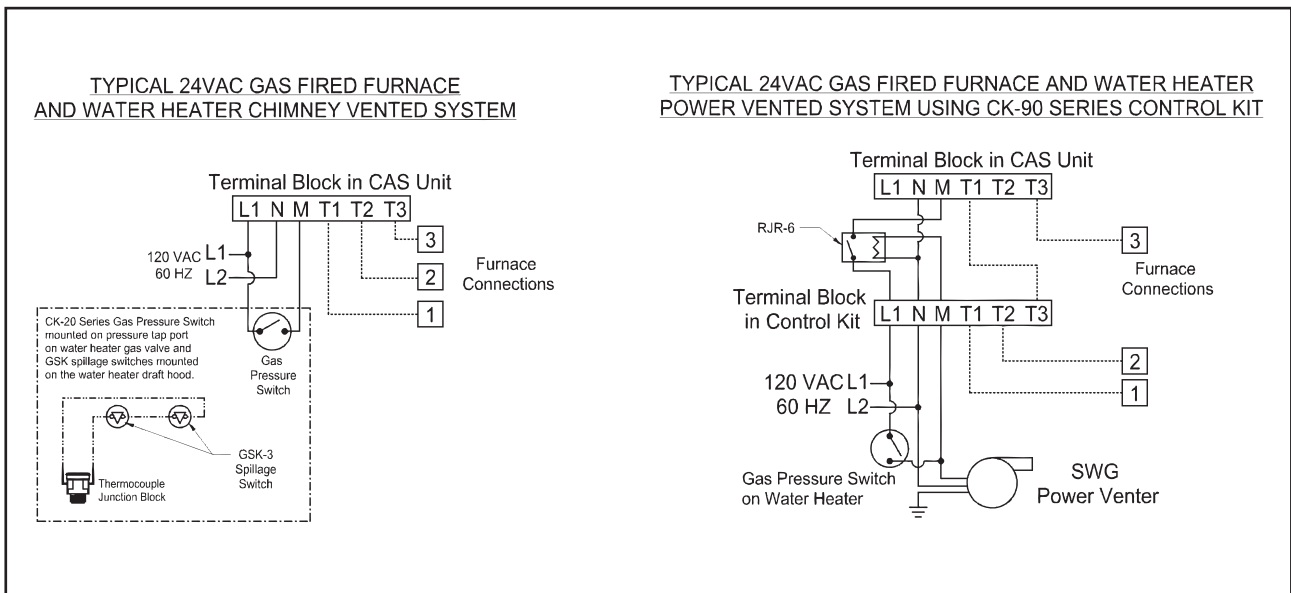 TYPICAL 24VAC GAS FIRED FURNACE
AND WATER HEATER CHIMNEY VENTED SYSTEM
Terminal Block in CAS Unit
L1 N M T1 T2 T3
120 VAC L1
60 HZ L2
3
2
1
Furnace
Connections
CK-20 Series Gas Pressure Switch
mounted on pressure tap port
on water heater gas valve and
GSK spillage switches mounted
on the water heater draft hood.
Gas
Pressure
Switch
GSK-3
Spillage
Switch
Thermocouple
Junction Block
TYPICAL 24VAC GAS FIRED FURNACE AND WATER HEATER
POWER VENTED SYSTEM USING CK-90 SERIES CONTROL KIT
Terminal Block in CAS Unit
L1 N M T1 T2 T3
RJR-6
3
Furnace
Connections
Terminal Block
in Control Kit
L1 N M T1 T2 T3
2
1
120 VAC L1
60 HZ L2
Gas Pressure Switch
on Water Heater
SWG
Power Venter